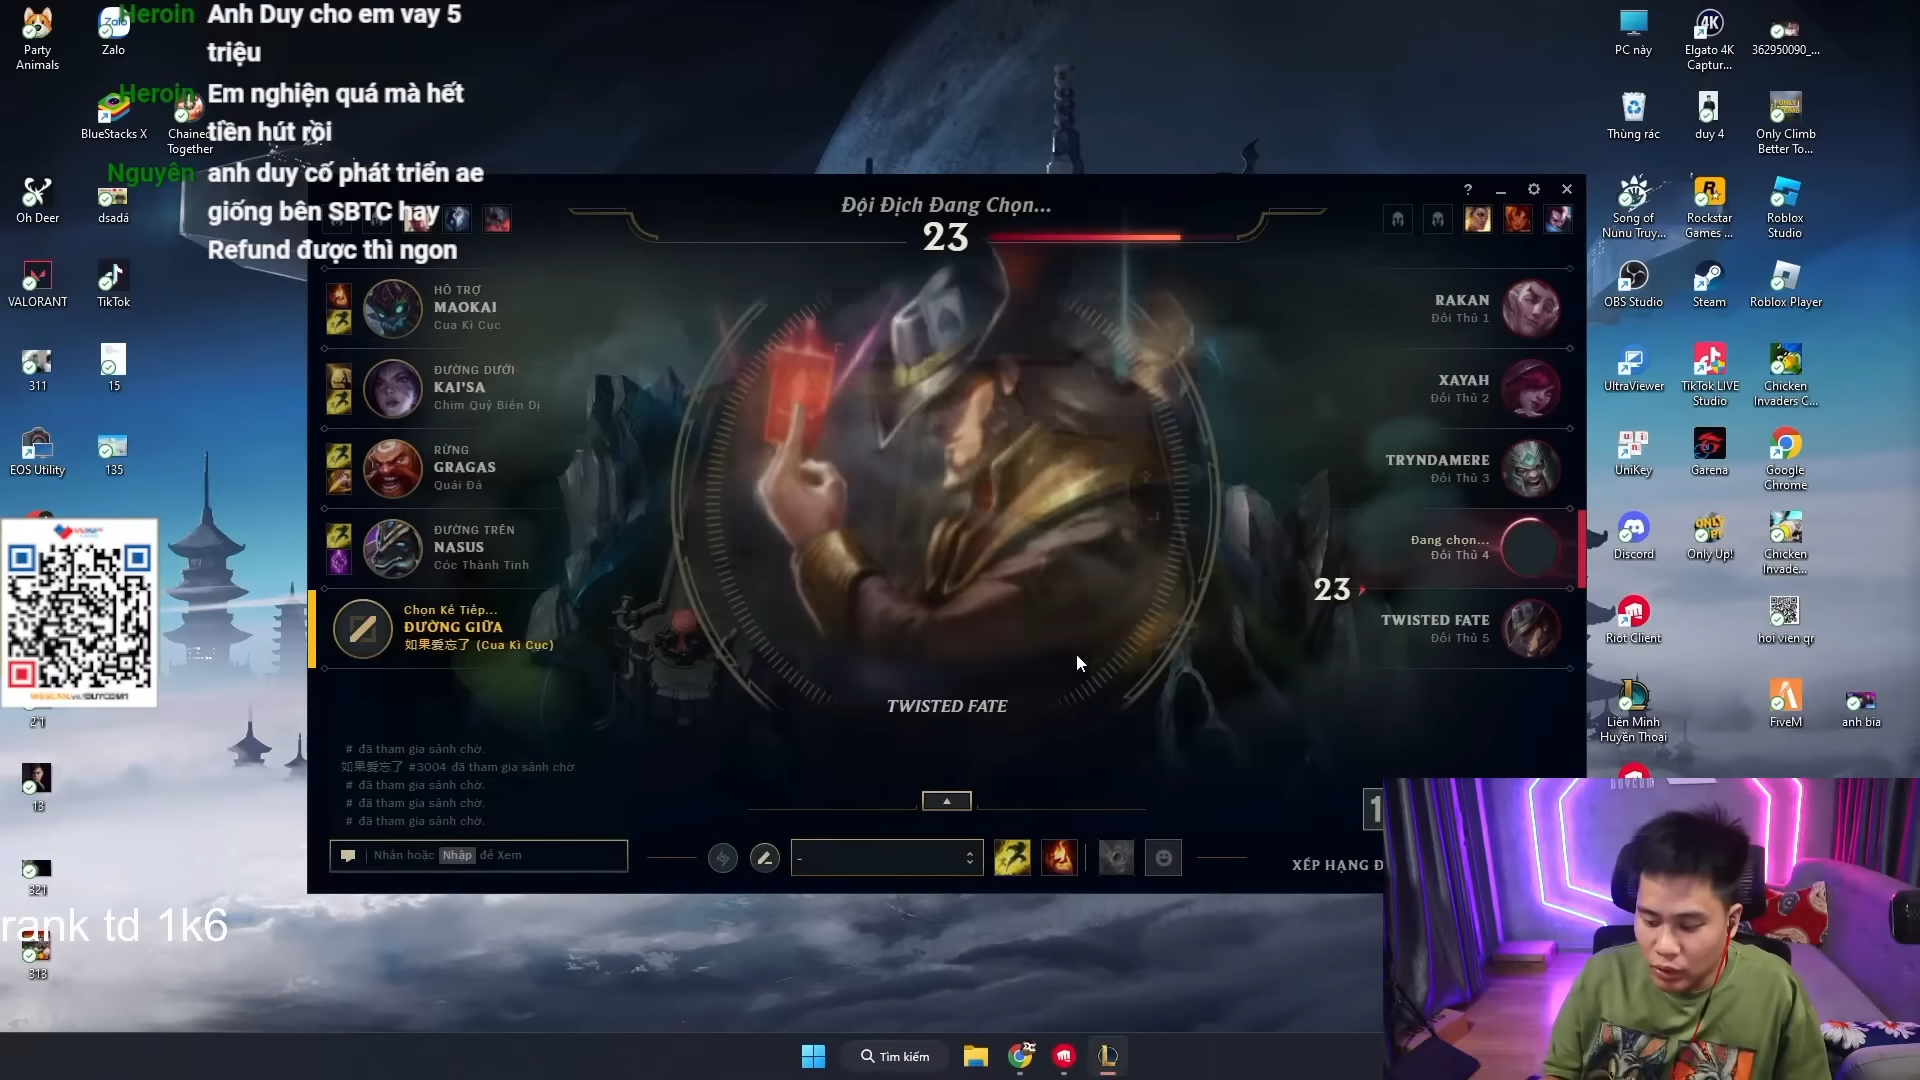 Heroin Anh Duy cho em vay 5
triệu
Heroin Em nghiện quá mà hết
tiền hút rồi
Nguyên anh duy cố phát triển ae
giống bên SBTC hay
Refund được thì ngon
Party
Animals
Zalo
BlueStacks X
Chained
Together
Oh Deer
dsadá
VALORANT
TikTok
311
15
EOS Utility
135
21
13
321
rank td 1k6
313
Đội Địch Đang Chọn...
23
HỖ TRỢ
MAOKAI
Cua Kì Cục
ĐƯỜNG DƯỚI
KAI'SA
Chim Quỷ Biến Dị
RỪNG
GRAGAS
Quái Đá
ĐƯỜNG TRÊN
NASUS
Cóc Thành Tinh
Chọn Kế Tiếp...
ĐƯỜNG GIỮA
如果爱忘了 (Cua Kì Cục)
RAKAN
Đối Thủ 1
XAYAH
Đối Thủ 2
TRYNDAMERE
Đối Thủ 3
Đang chọn...
Đối Thủ 4
23
TWISTED FATE
Đối Thủ 5
TWISTED FATE
# đã tham gia sảnh chờ.
如果爱忘了 #3004 đã tham gia sảnh chờ.
# đã tham gia sảnh chờ.
# đã tham gia sảnh chờ.
# đã tham gia sảnh chờ.
Nhấn hoặc Nhập để Xem
-
XẾP HẠNG Đ
1
PC này
Elgato 4K
Captur...
362950090_...
Thùng rác
duy 4
Only Climb
Better To...
Song of
Nunu Truy...
Rockstar
Games ...
Roblox
Studio
OBS Studio
Steam
Roblox Player
UltraViewer
TikTok LIVE
Studio
Chicken
Invaders C...
UniKey
Garena
Google
Chrome
Discord
Only Up!
Chicken
Invade...
Riot Client
hoi vien qr
Liên Minh
Huyền Thoại
FiveM
anh bia
Tìm kiếm